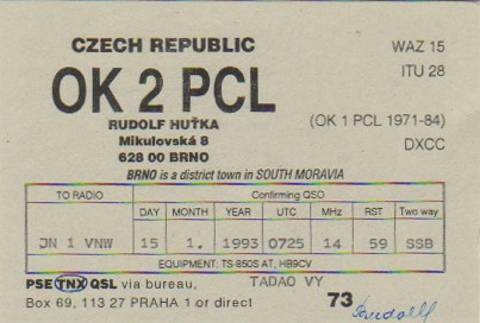 CZECH REPUBLIC
WAZ 15
OK 2 PCL
ITU 28
RUDOLF HUŤKA
(OK 1 PCL 1971-84)
Mikulovská 8
DXCC
628 00 BRNO
BRNO is a district town in SOUTH MORAVIA
TO RADIO Confirming QSO
DAY MONTH YEAR UTC MHz RST Two way
JN 1 VNW 15 1. 1993 0725 14 59 SSB
EQUIPMENT: TS-850S AT, HB9CV
PSE TNX QSL via bureau, TADAO VY
Box 69, 113 27 PRAHA 1 or direct 73 Rudolf